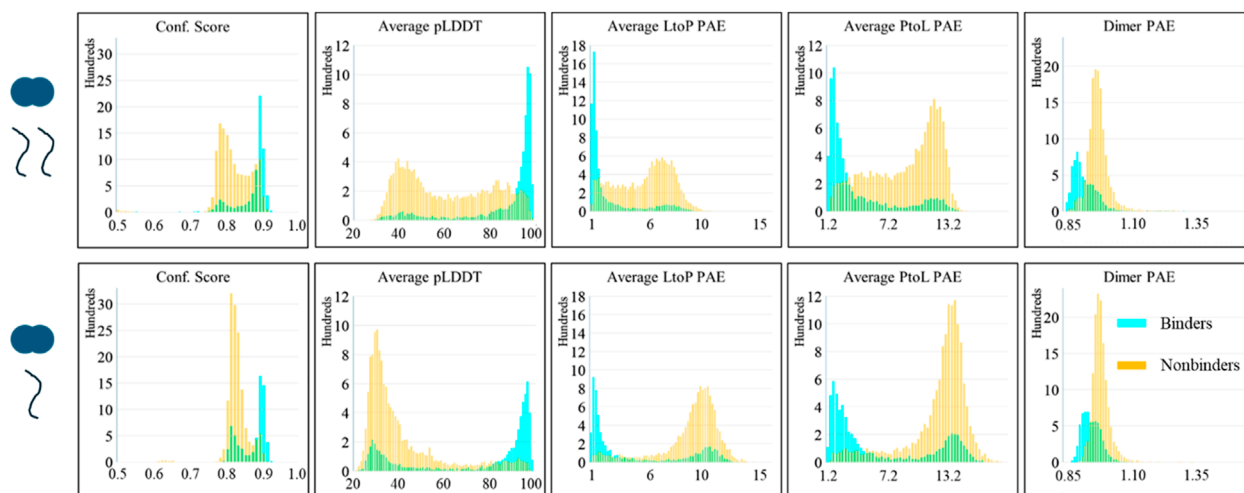 Conf. Score
Hundreds
30
25
20
15
10
5
0
0.5 0.6 0.7 0.8 0.9 1.0
Average pLDDT
Hundreds
12
10
8
6
4
2
0
20 40 60 80 100
Average LtoP PAE
Hundreds
18
16
14
12
10
8
6
4
2
0
1 6 10 15
Average PtoL PAE
Hundreds
12
10
8
6
4
2
0
1.2 7.2 13.2
Dimer PAE
Hundreds
20
15
10
5
0
0.85 1.10 1.35
Conf. Score
Hundreds
30
25
20
15
10
5
0
0.5 0.6 0.7 0.8 0.9 1.0
Average pLDDT
Hundreds
12
10
8
6
4
2
0
20 40 60 80 100
Average LtoP PAE
Hundreds
18
16
14
12
10
8
6
4
2
0
1 6 10 15
Average PtoL PAE
Hundreds
12
10
8
6
4
2
0
1.2 7.2 13.2
Dimer PAE
Hundreds
20
15
10
5
0
0.85 1.10 1.35
Binders
Nonbinders